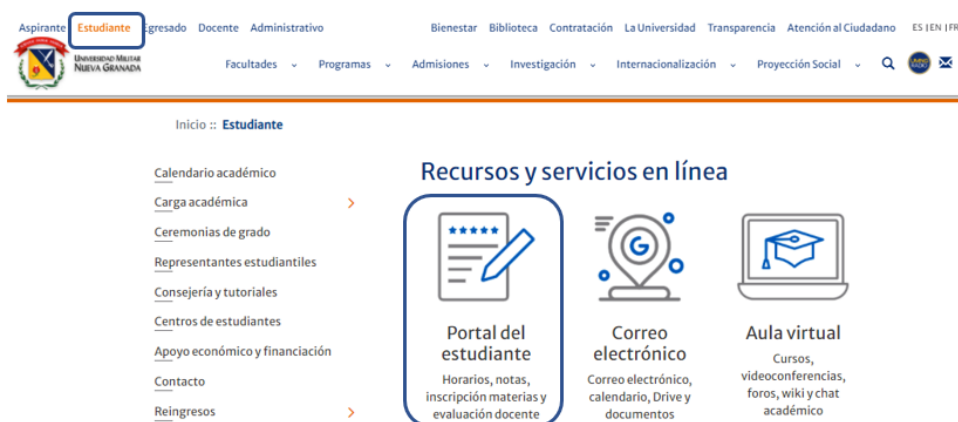 Aspirante Estudiante Egresado Docente Administrativo Bienestar Biblioteca Contratación La Universidad Transparencia Atención al Ciudadano ES | EN | FR
UNIVERSIDAD MILITAR
NUEVA GRANADA
Facultades Programas Admisiones Investigación Internacionalización Proyección Social
Inicio :: Estudiante
Calendario académico
Carga académica
Ceremonias de grado
Representantes estudiantiles
Consejería y tutoriales
Centros de estudiantes
Apoyo económico y financiación
Contacto
Reingresos
Recursos y servicios en línea
Portal del
estudiante
Horarios, notas,
inscripción materias y
evaluación docente
G
Correo
electrónico
Correo electrónico,
calendario, Drive y
documentos
Aula virtual
Cursos,
videoconferencias,
foros, wiki y chat
académico